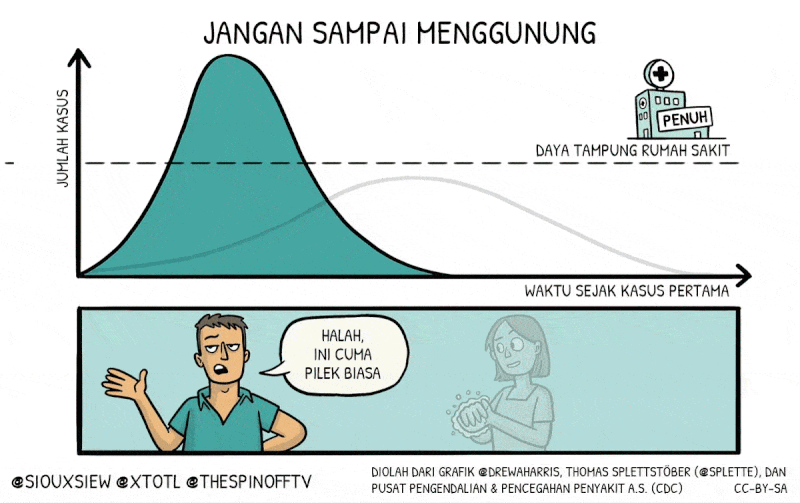 JANGAN SAMPAI MENGGUNUNG
JUMLAH KASUS
PENUH
DAYA TAMPUNG RUMAH SAKIT
WAKTU SEJAK KASUS PERTAMA
HALAH,
INI CUMA
PILEK BIASA
@SIOUXSIEW @XTOTL @THESPINOFFTV
DIOLAH DARI GRAFIK @DREWAHARRIS, THOMAS SPLETTSTÖBER (@SPLETTE), DAN
PUSAT PENGENDALIAN & PENCEGAHAN PENYAKIT A.S. (CDC) CC-BY-SA